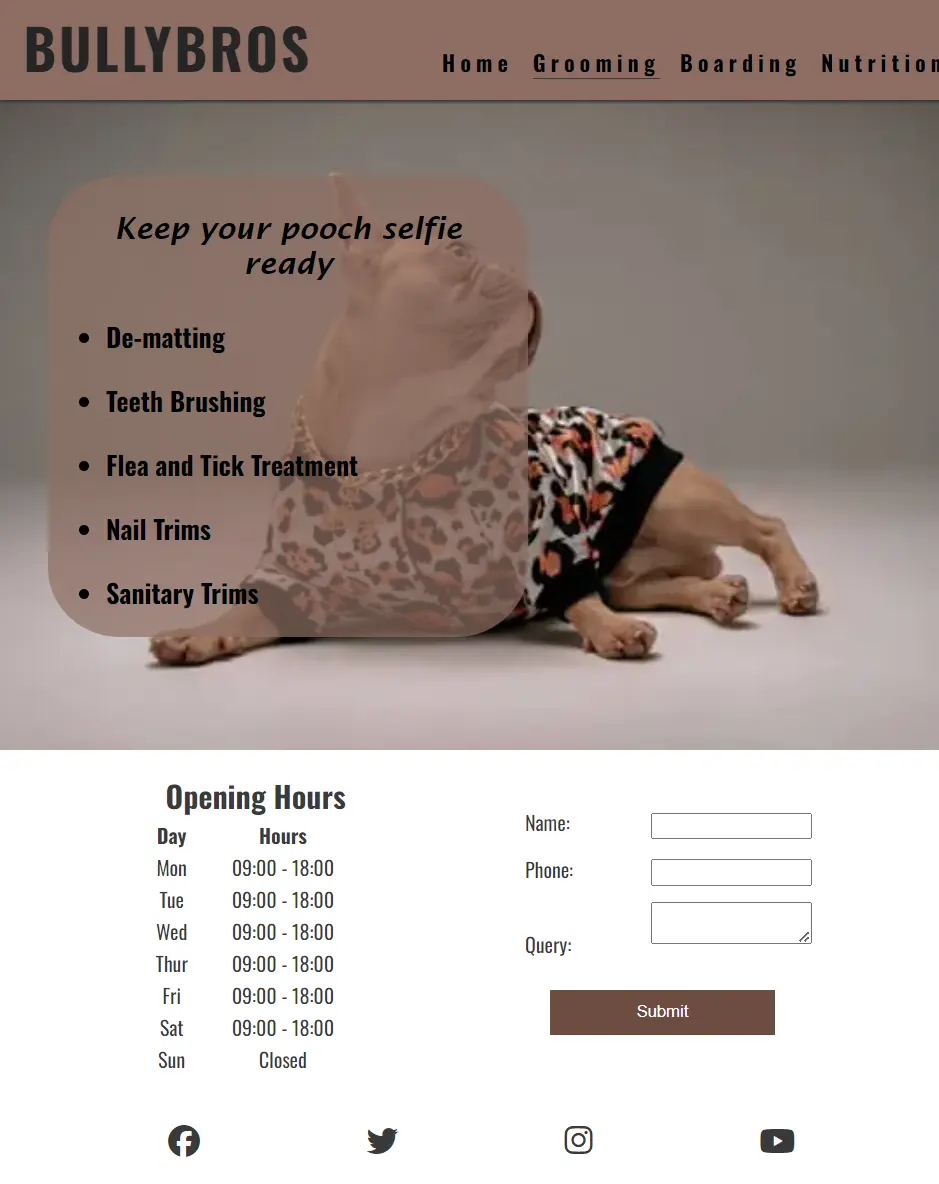 BULLYBROS
Home Grooming Boarding Nutrition
Keep your pooch selfie
ready
De-matting
Teeth Brushing
Flea and Tick Treatment
Nail Trims
Sanitary Trims
Opening Hours
Day Hours
Mon 09:00 - 18:00
Tue 09:00 - 18:00
Wed 09:00 - 18:00
Thur 09:00 - 18:00
Fri 09:00 - 18:00
Sat 09:00 - 18:00
Sun Closed
Name:
Phone:
Query:
Submit